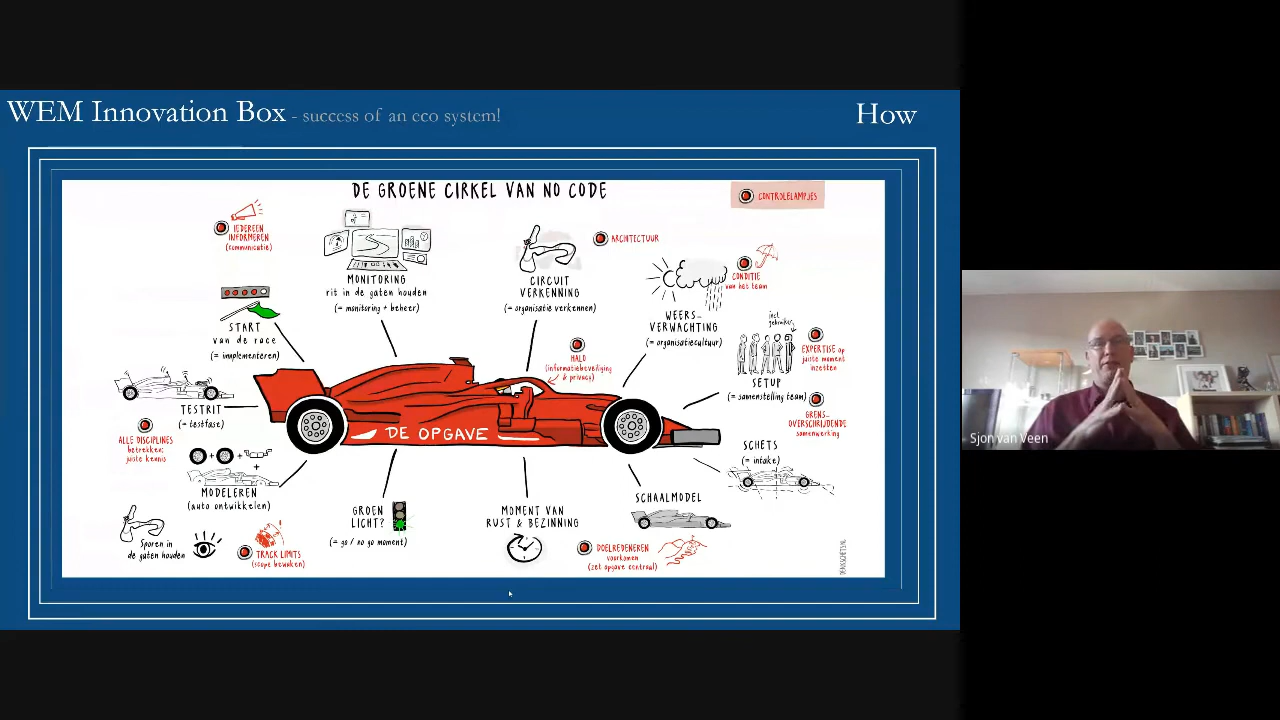 WEM Innovation Box - success of an eco system!
How
DE GROENE CIRKEL VAN NO CODE
CONTROLELAMPJES
IEDEREEN
INFORMEREN
(communicatie)
MONITORING
rit in de gaten houden
(= monitoring + beheer)
CIRCUIT
VERKENNING
(= organisatie verkennen)
ARCHITECTUUR
CONDITIE
van het team
WEERS-
VERWACHTING
(= organisatiecultuur)
START
van de race
(= implementeren)
HALO
(informatiebeveiliging
& privacy)
incl.
gebruiker
EXPERTISE op
juiste moment
inzetten
SETUP
(= samenstelling team)
TESTRIT
(= testfase)
DE OPGAVE
GRENS-
OVERSCHRIJDENDE
samenwerking
ALLE DISCIPLINES
betrekken:
juiste kennis
SCHETS
(= intake)
MODELEREN
(auto ontwikkelen)
SCHAALMODEL
GROEN
LICHT?
(= go / no go moment)
MOMENT VAN
RUST & BEZINNING
Sporen in
de gaten houden
TRACK LIMITS
(scope bewaken)
DOELREDENEREN
voorkomen
(zet opgave centraal)
Sjon van Veen